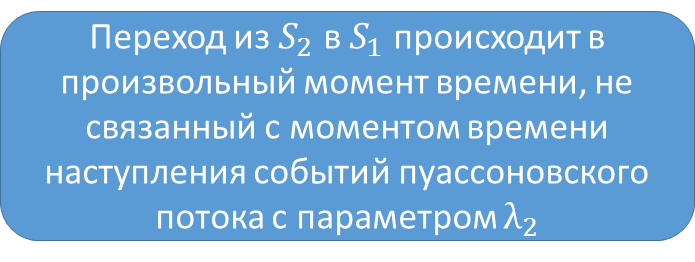 Переход из S₂ в S₁ происходит в
произвольный момент времени, не
связанный с моментом времени
наступления событий пуассоновского
потока с параметром λ₂